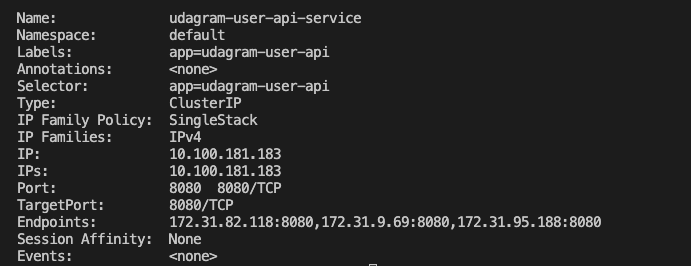 Name: udagram-user-api-service
Namespace: default
Labels: app=udagram-user-api
Annotations: <none>
Selector: app=udagram-user-api
Type: ClusterIP
IP Family Policy: SingleStack
IP Families: IPv4
IP: 10.100.181.183
IPs: 10.100.181.183
Port: 8080 8080/TCP
TargetPort: 8080/TCP
Endpoints: 172.31.82.118:8080,172.31.9.69:8080,172.31.95.188:8080
Session Affinity: None
Events: <none>